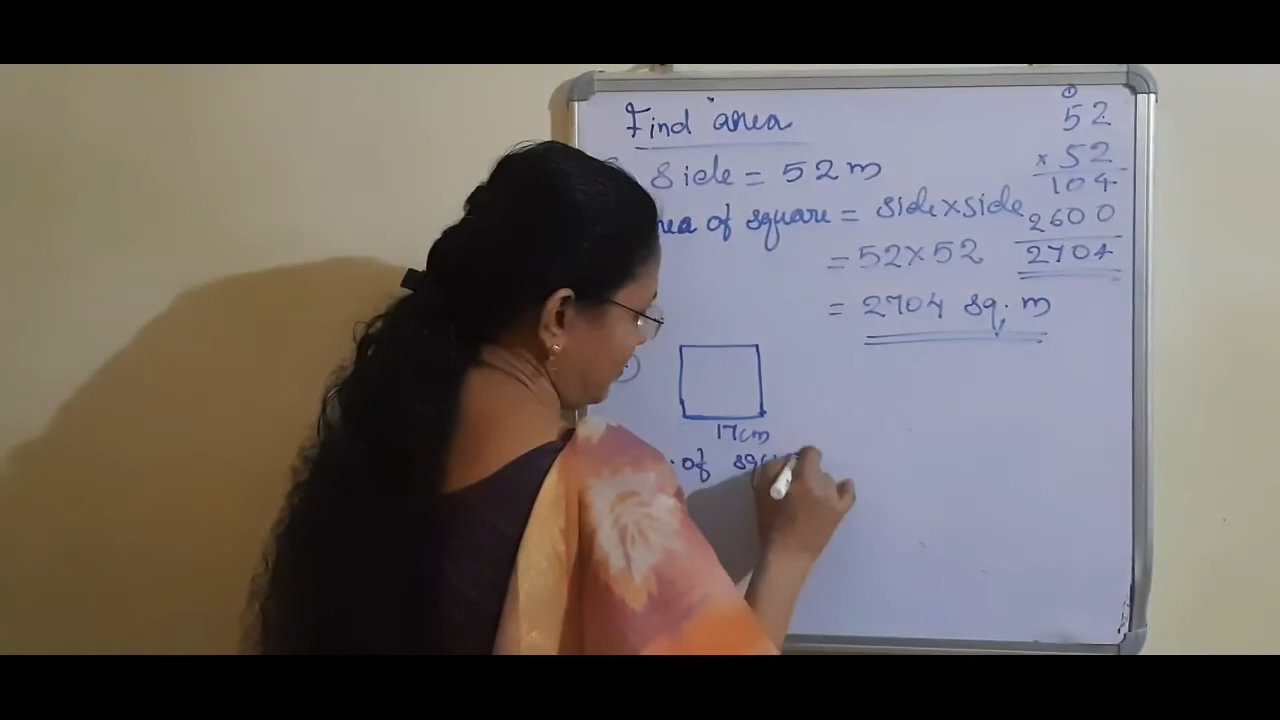 Find area
Side = 52 m
of square = side×side
= 52×52
= 2704 sq. m
①
52
× 52
104
2600
2704
17cm
of